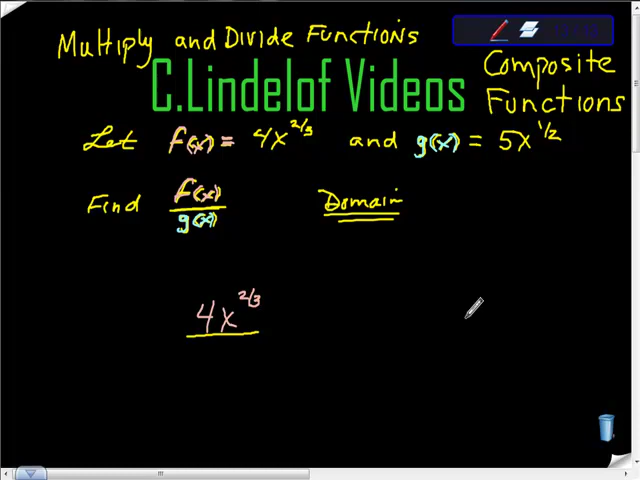 Multiply and Divide Functions
C.Lindelof Videos
Composite
Functions
Let f(x) = 4x^2/3 and g(x) = 5x^1/2
Find f(x)/g(x) Domain
4x^2/3